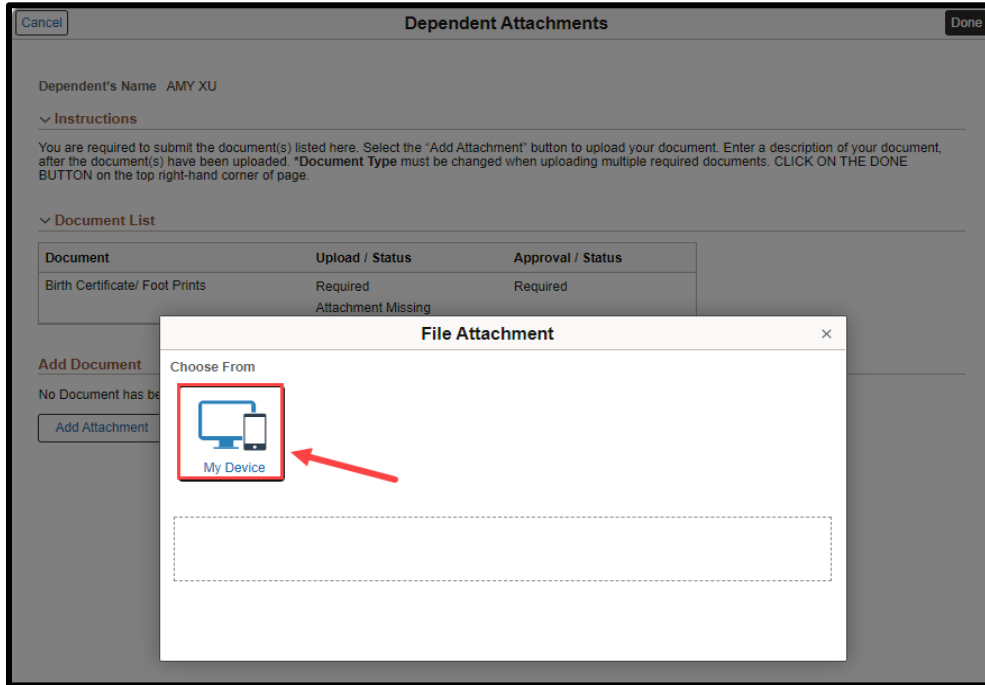 Cancel
Dependent Attachments
Done
Dependent's Name AMY XU
Instructions
You are required to submit the document(s) listed here. Select the “Add Attachment” button to upload your document. Enter a description of your document,
after the document(s) have been uploaded. *Document Type must be changed when uploading multiple required documents. CLICK ON THE DONE
BUTTON on the top right-hand corner of page.
Document List
Document Upload / Status Approval / Status
Birth Certificate/ Foot Prints Required Required
Attachment Missing
File Attachment
Add Document
Choose From
No Document has be
Add Attachment
My Device